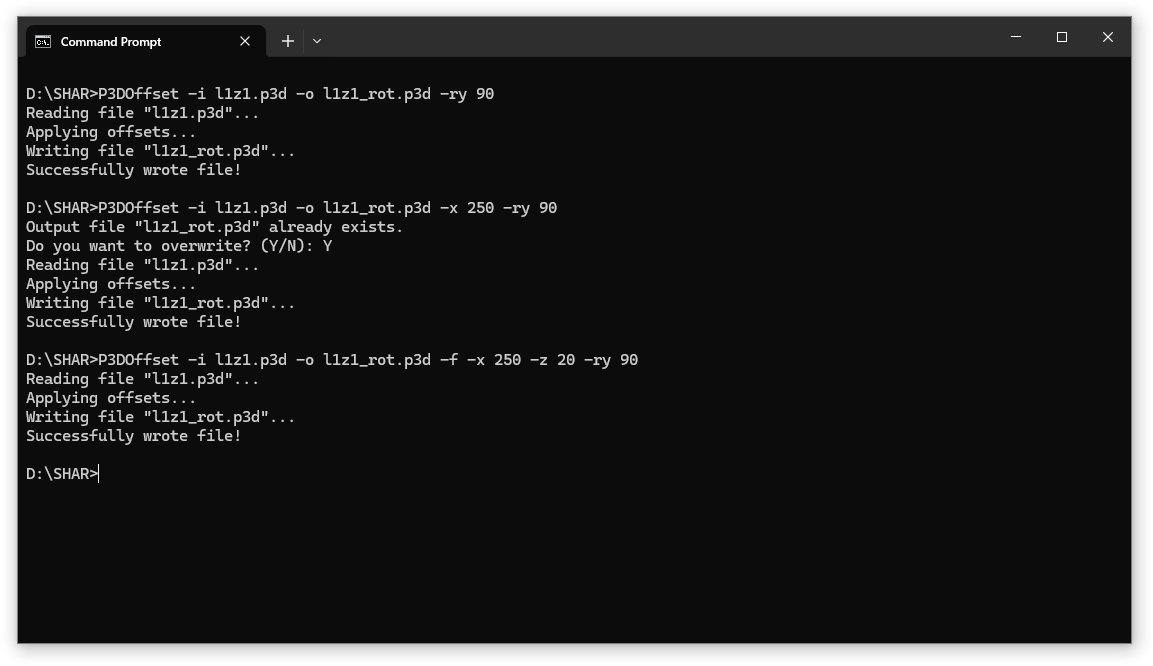 Command Prompt
D:\SHAR>P3DOffset -i l1z1.p3d -o l1z1_rot.p3d -ry 90
Reading file "l1z1.p3d"...
Applying offsets...
Writing file "l1z1_rot.p3d"...
Successfully wrote file!
D:\SHAR>P3DOffset -i l1z1.p3d -o l1z1_rot.p3d -x 250 -ry 90
Output file "l1z1_rot.p3d" already exists.
Do you want to overwrite? (Y/N): Y
Reading file "l1z1.p3d"...
Applying offsets...
Writing file "l1z1_rot.p3d"...
Successfully wrote file!
D:\SHAR>P3DOffset -i l1z1.p3d -o l1z1_rot.p3d -f -x 250 -z 20 -ry 90
Reading file "l1z1.p3d"...
Applying offsets...
Writing file "l1z1_rot.p3d"...
Successfully wrote file!
D:\SHAR>